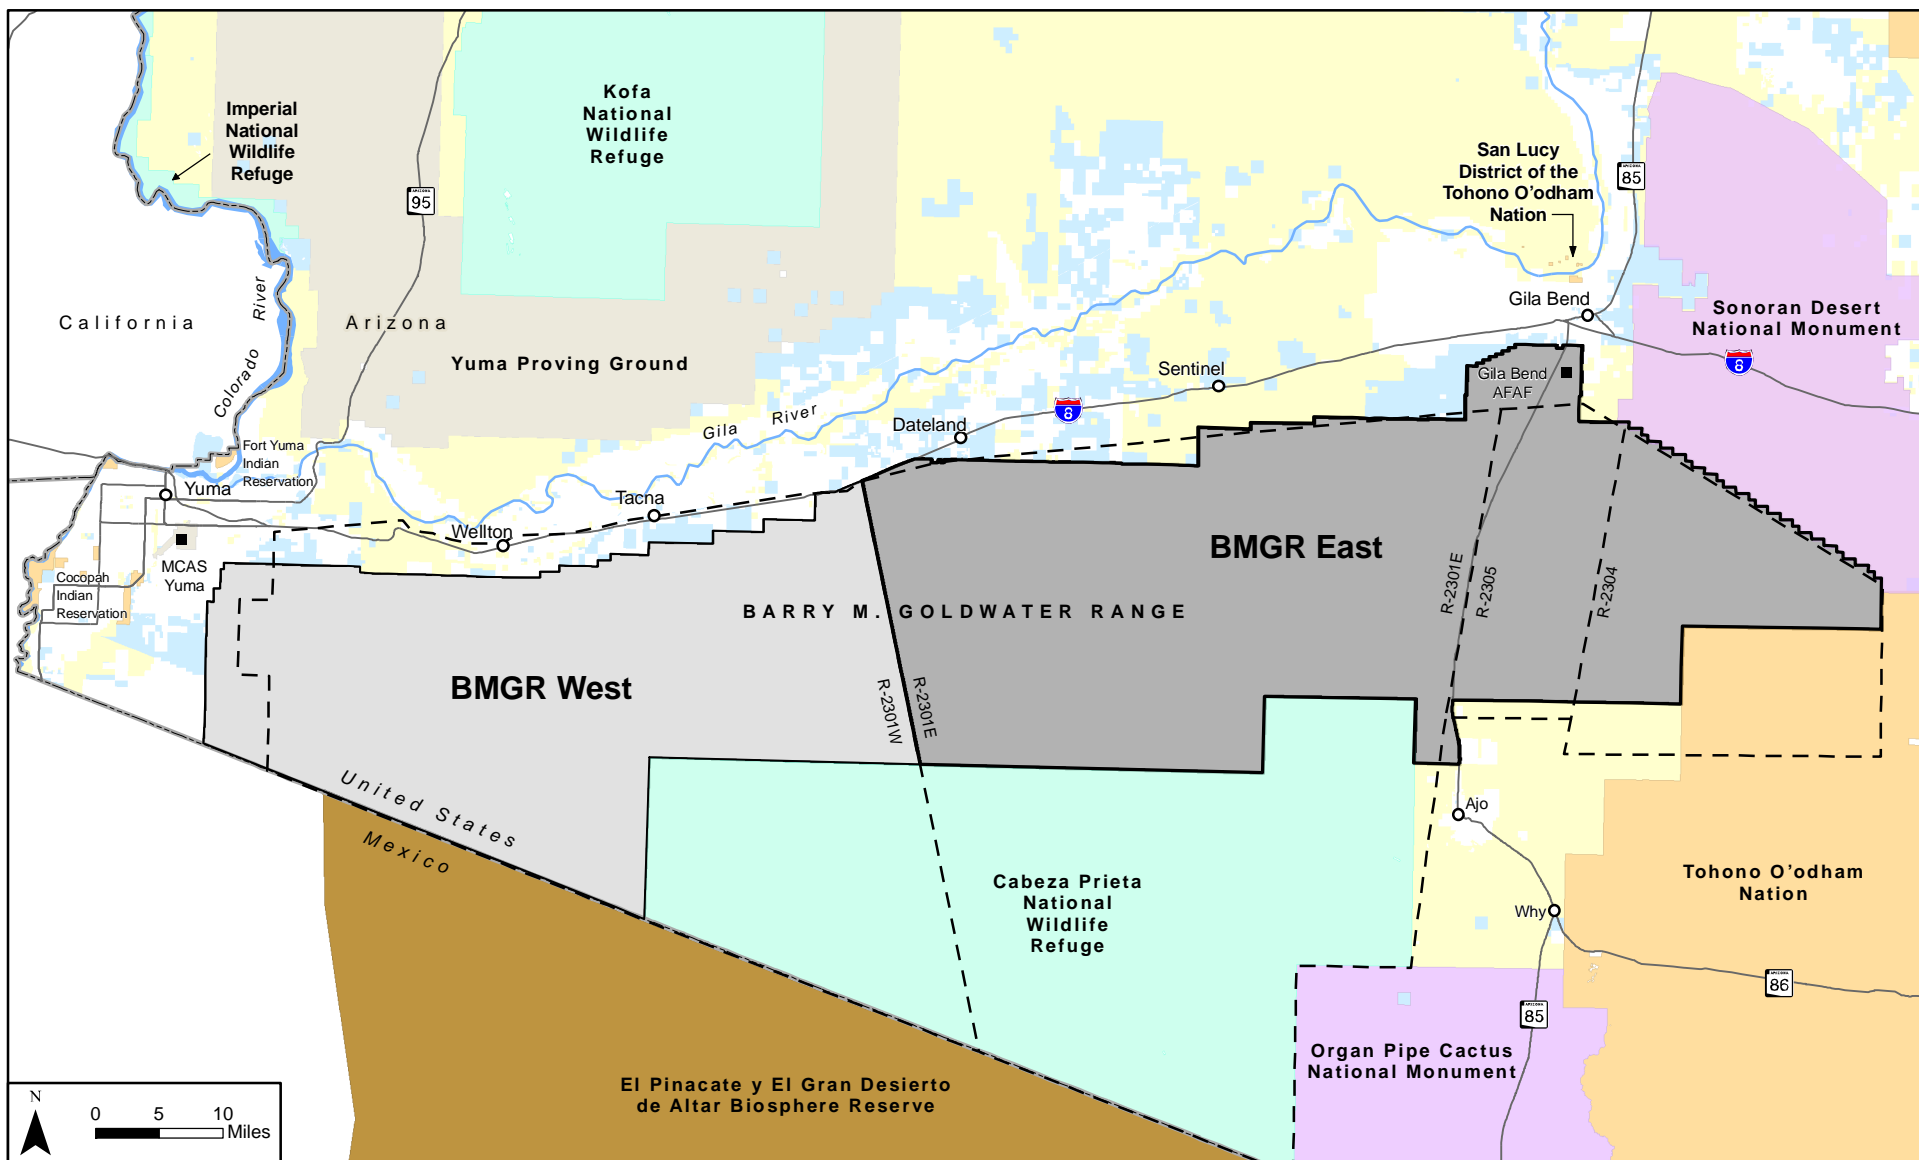 Imperial
National
Wildlife
Refuge
Kofa
National
Wildlife
Refuge
San Lucy
District of the
Tohono O'odham
Nation
ARIZONA
85
ARIZONA
95
California
Colorado River
Arizona
Yuma Proving Ground
Gila Bend
Sonoran Desert
National Monument
8
Sentinel
Gila Bend
AFAF
8
Gila River
Dateland
Fort Yuma
Indian
Reservation
Yuma
Tacna
Wellton
MCAS
Yuma
Cocopah
Indian
Reservation
BMGR East
R-2301E
R-2305
R-2304
BARRY M. GOLDWATER RANGE
BMGR West
R-2301W
R-2301E
United States
Mexico
Ajo
Cabeza Prieta
National
Wildlife
Refuge
Tohono O'odham
Nation
Why
ARIZONA
86
ARIZONA
85
Organ Pipe Cactus
National Monument
El Pinacate y El Gran Desierto
de Altar Biosphere Reserve
N
0 5 10
Miles